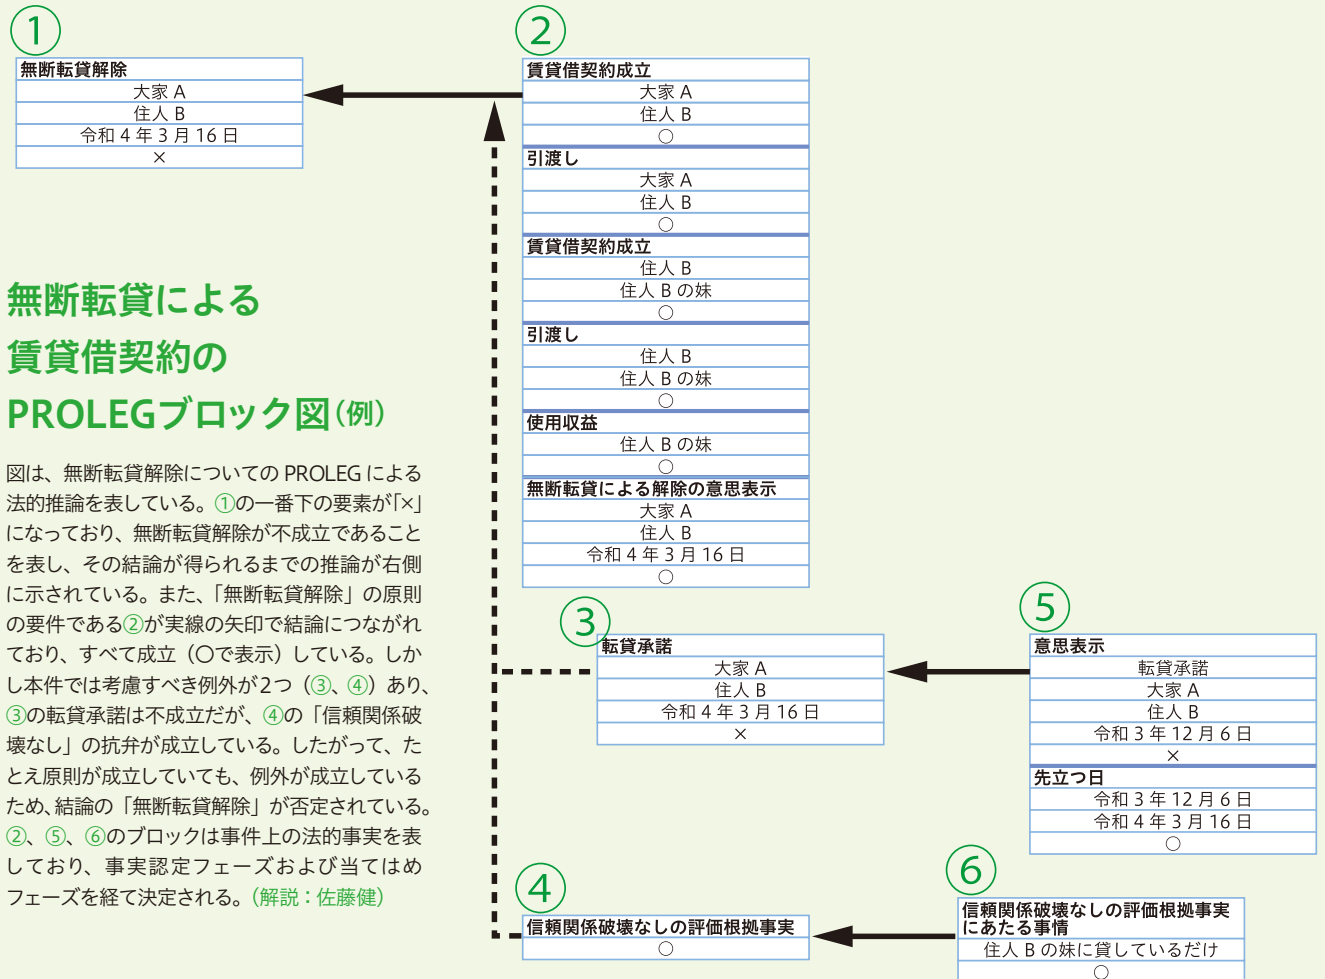 ①
無断転貸解除
大家 A
住人 B
令和 4 年 3 月 16 日
×
②
賃貸借契約成立
大家 A
住人 B
○
引渡し
大家 A
住人 B
○
賃貸借契約成立
住人 B
住人 B の妹
○
引渡し
住人 B
住人 B の妹
○
使用収益
住人 B の妹
○
無断転貸による解除の意思表示
大家 A
住人 B
令和 4 年 3 月 16 日
○
無断転貸による
賃貸借契約の
PROLEGブロック図(例)
図は、無断転貸解除についての PROLEG による
法的推論を表している。①の一番下の要素が「×」
になっており、無断転貸解除が不成立であること
を表し、その結論が得られるまでの推論が右側
に示されている。また、「無断転貸解除」の原則
の要件である②が実線の矢印で結論につながれ
ており、すべて成立（〇で表示）している。しか
し本件では考慮すべき例外が2つ（③、④）あり、
③の転貸承諾は不成立だが、④の「信頼関係破
壊なし」の抗弁が成立している。したがって、た
とえ原則が成立していても、例外が成立している
ため、結論の「無断転貸解除」が否定されている。
②、⑤、⑥のブロックは事件上の法的事実を表
しており、事実認定フェーズおよび当てはめ
フェーズを経て決定される。（解説：佐藤健）
③
転貸承諾
大家 A
住人 B
令和 4 年 3 月 16 日
×
⑤
意思表示
転貸承諾
大家 A
住人 B
令和 3 年 12 月 6 日
×
先立つ日
令和 3 年 12 月 6 日
令和 4 年 3 月 16 日
○
④
信頼関係破壊なしの評価根拠事実
○
⑥
信頼関係破壊なしの評価根拠事実
にあたる事情
住人 B の妹に貸しているだけ
○